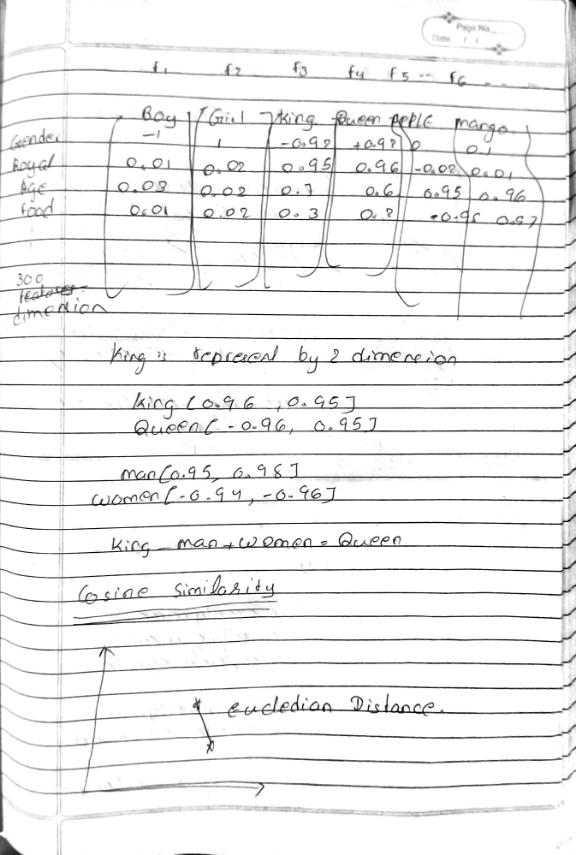 Page No.
Date / /
f1 f2 f3 f4 f5 -- f6 - - -
Boy Girl King Queen APPLE mango
Gender -1 1 -0.92 +0.92 0 0.1
Royal 0.01 0.02 0.95 0.96 -0.02 0.01
Age 0.03 0.02 0.7 0.6 0.95 0.96
food 0.01 0.02 0.3 0.2 -0.95 0.97
300
features
dimension
King is represent by 2 dimension
King [0.96 , 0.95]
Queen [-0.96, 0.95]
man [0.95, 0.98]
women [-0.94, -0.96]
King - man + women = Queen
Cosine Similarity
eucledian Distance.